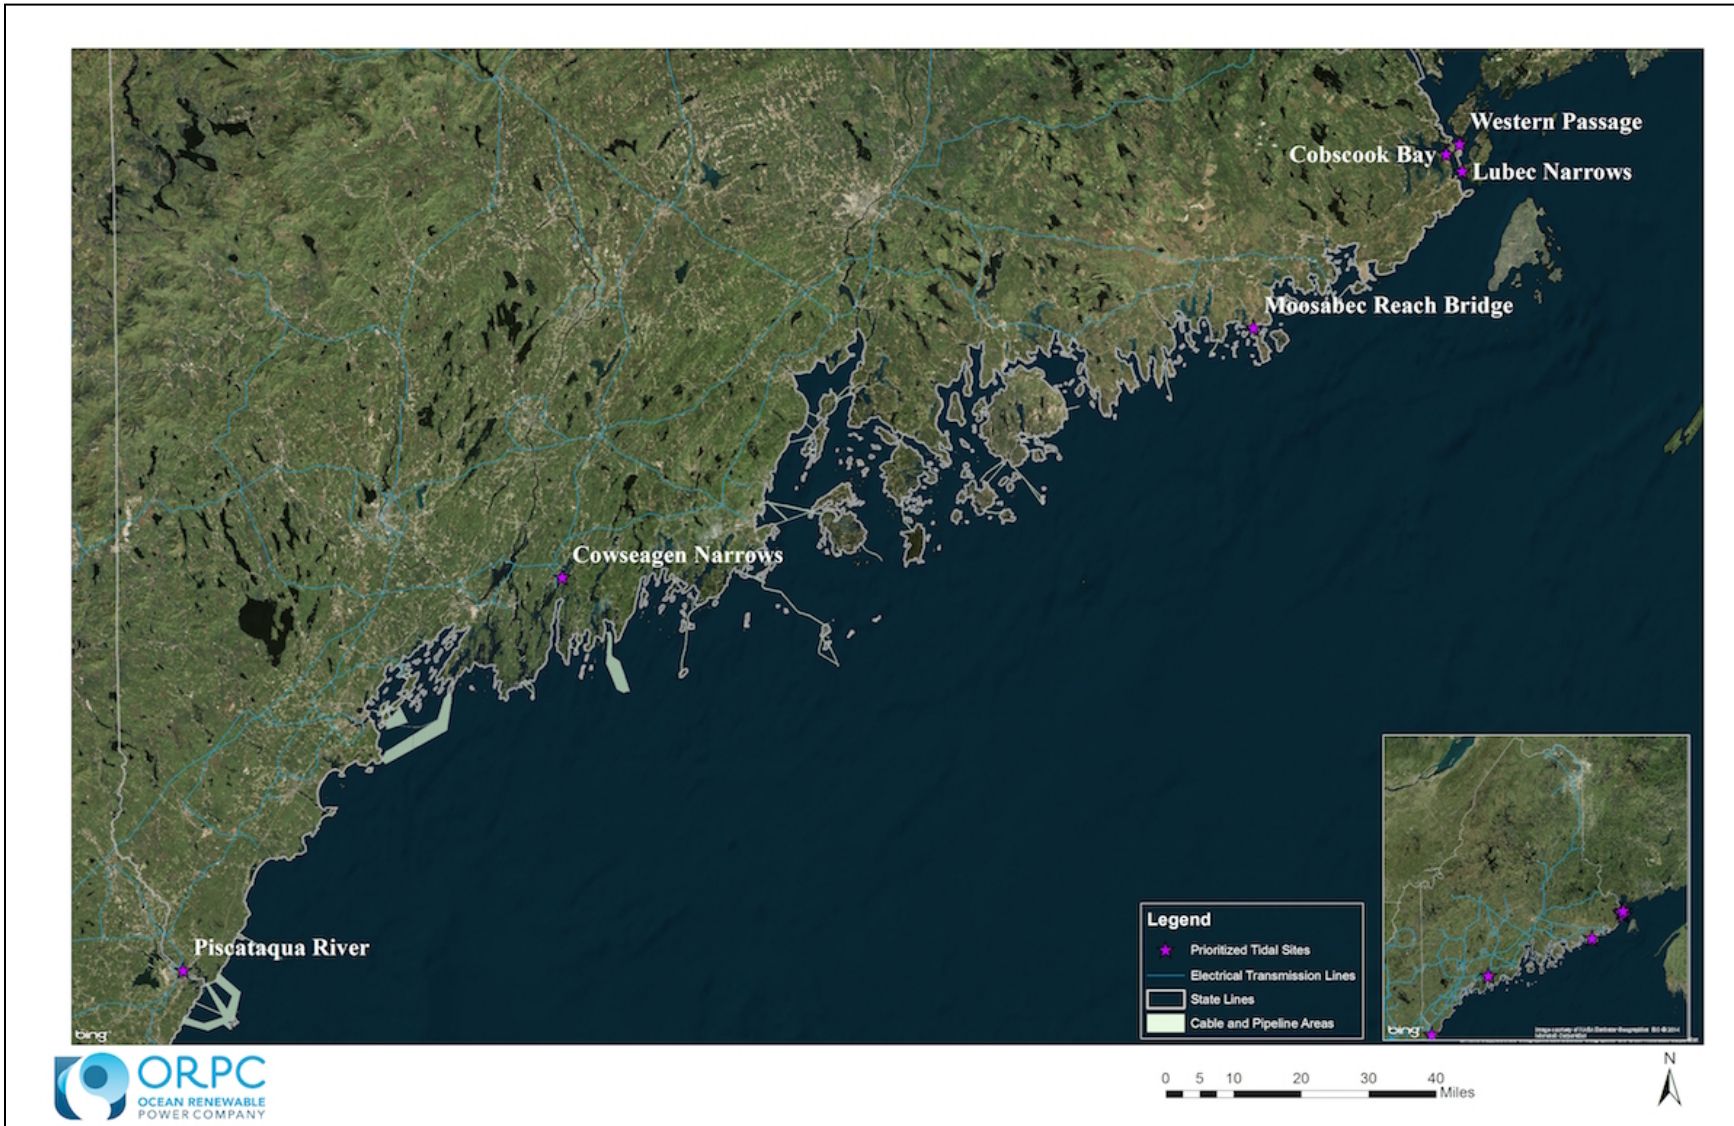 Western Passage
Cobscook Bay
Lubec Narrows
Moosabec Reach Bridge
Cowseagen Narrows
Piscataqua River
Legend
Prioritized Tidal Sites
Electrical Transmission Lines
State Lines
Cable and Pipeline Areas
bing
bing
ORPC
OCEAN RENEWABLE
POWER COMPANY
0 5 10 20 30 40
Miles
N